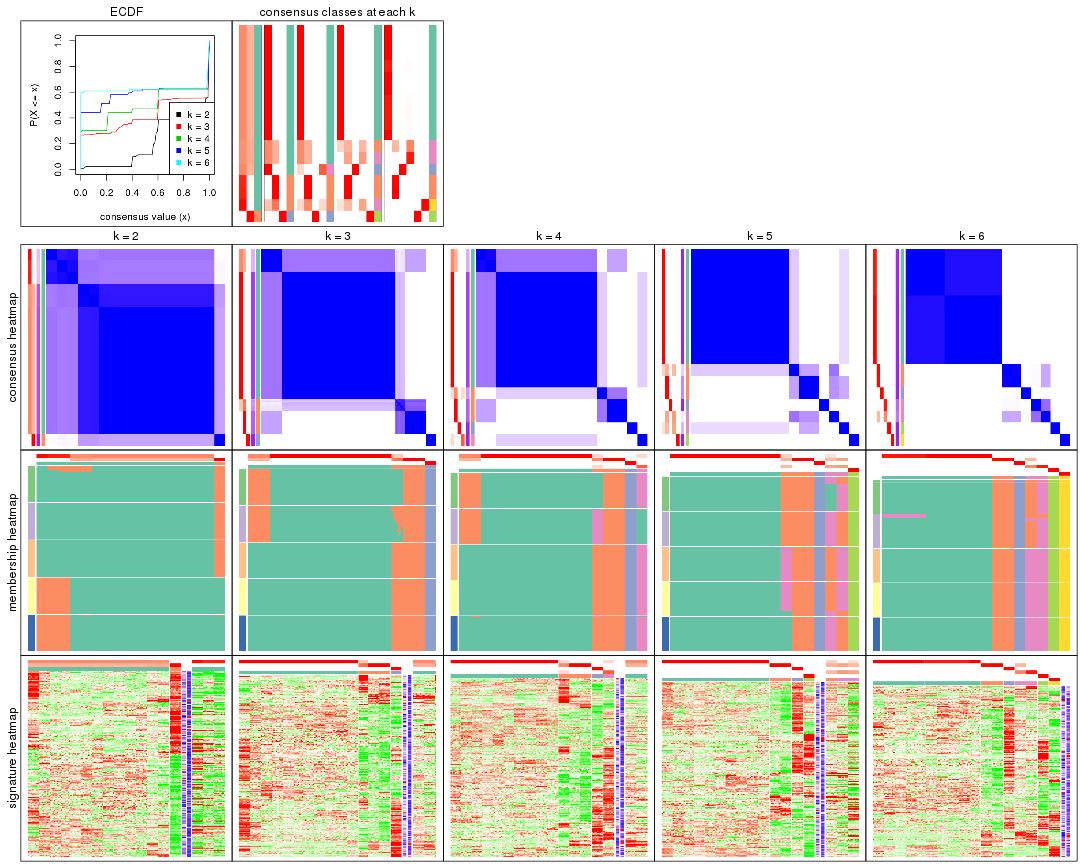 ECDF
consensus classes at each k
P(X <= x)
1.0
0.8
0.6
0.4
0.2
0.0
k = 2
k = 3
k = 4
k = 5
k = 6
0.0 0.2 0.4 0.6 0.8 1.0
consensus value (x)
k = 2
k = 3
k = 4
k = 5
k = 6
consensus heatmap
membership heatmap
signature heatmap